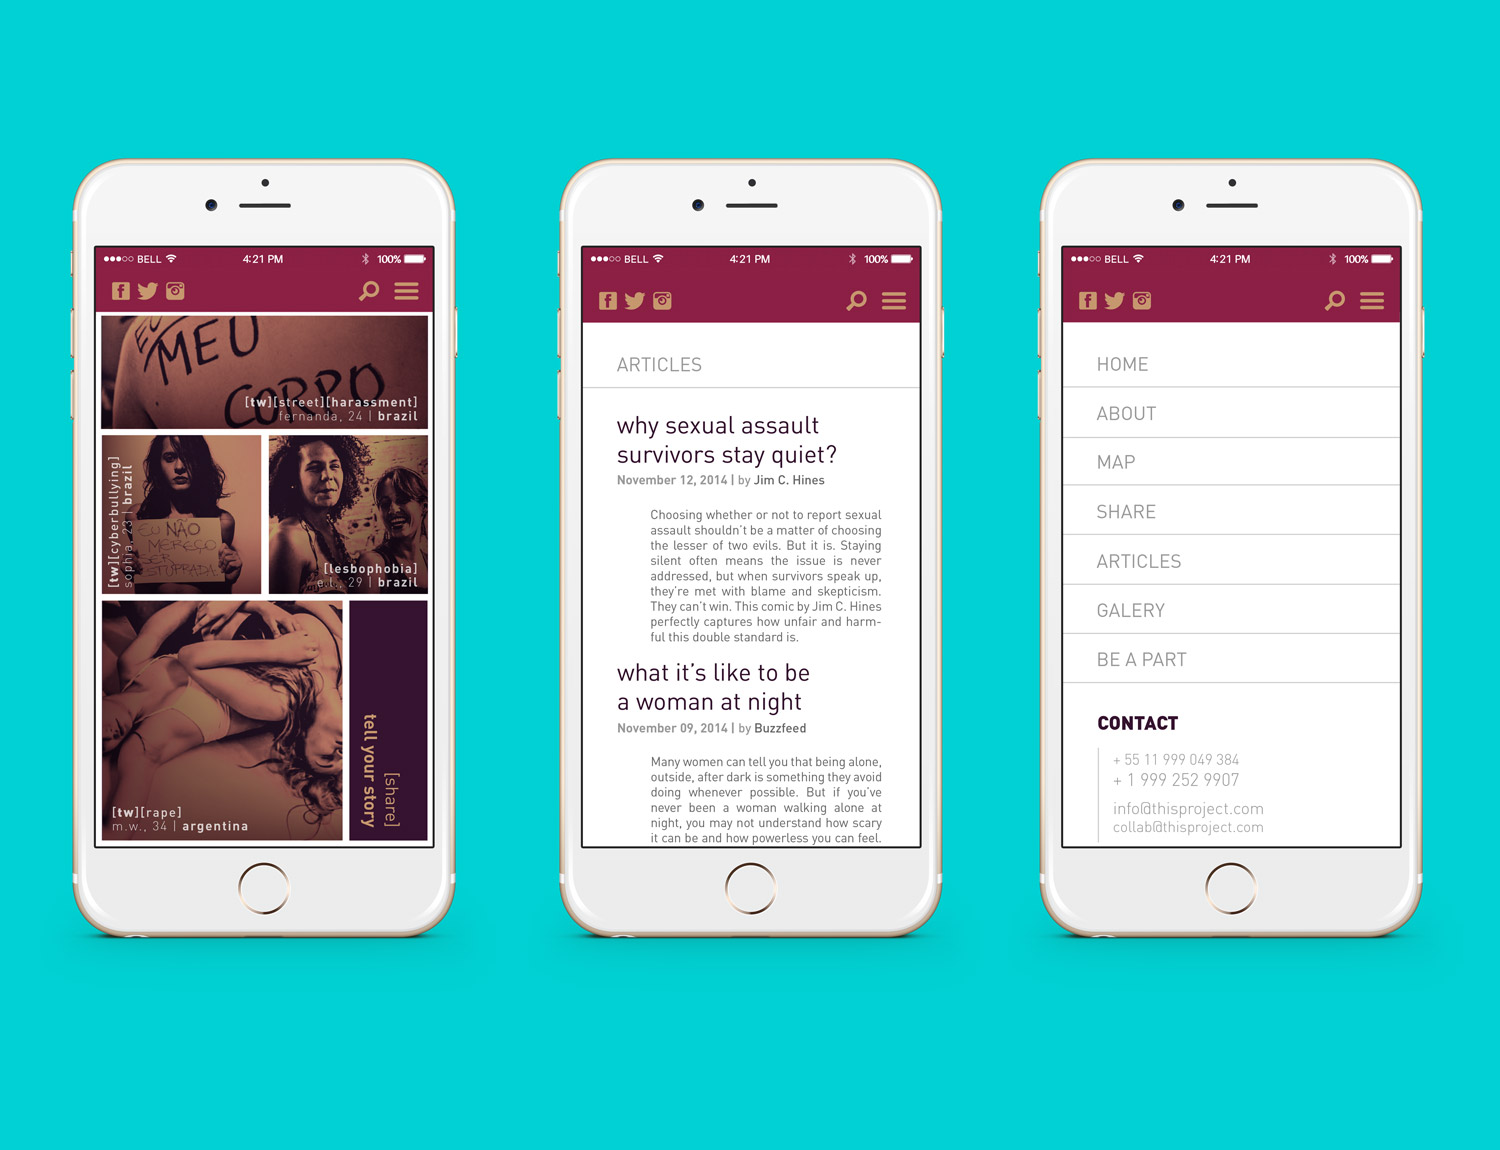 ●●●○○ BELL 4:21 PM 100%
EU
MEU
CORPO
[tw][street][harassment]
fernanda, 24 | brazil
[tw][cyberbullying]
sophia, 23 | brazil
EU NÃO
MEREÇO
SER
ESTUPRADA
[lesbophobia]
e.l., 29 | brazil
[tw][rape]
m.w., 34 | argentina
tell your story
[share]
●●●○○ BELL 4:21 PM 100%
ARTICLES
why sexual assault
survivors stay quiet?
November 12, 2014 | by Jim C. Hines
Choosing whether or not to report sexual
assault shouldn't be a matter of choosing
the lesser of two evils. But it is. Staying
silent often means the issue is never
addressed, but when survivors speak up,
they're met with blame and skepticism.
They can't win. This comic by Jim C. Hines
perfectly captures how unfair and harm-
ful this double standard is.
what it's like to be
a woman at night
November 09, 2014 | by Buzzfeed
Many women can tell you that being alone,
outside, after dark is something they avoid
doing whenever possible. But if you've
never been a woman walking alone at
night, you may not understand how scary
it can be and how powerless you can feel.
●●●○○ BELL 4:21 PM 100%
HOME
ABOUT
MAP
SHARE
ARTICLES
GALERY
BE A PART
CONTACT
+ 55 11 999 049 384
+ 1 999 252 9907
info@thisproject.com
collab@thisproject.com